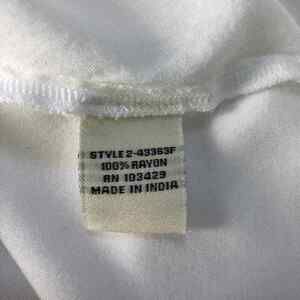 STYLE 2-43363F
100% RAYON
RN 103429
MADE IN INDIA